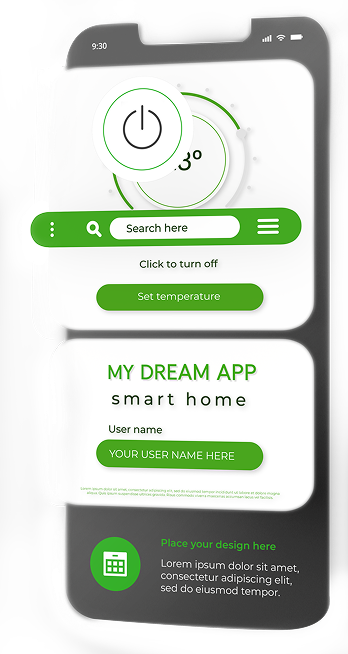 9:30
3°
Search here
Click to turn off
Set temperature
MY DREAM APP
smart home
User name
YOUR USER NAME HERE
Place your design here
Lorem ipsum dolor sit amet,
consectetur adipiscing elit,
sed do eiusmod tempor.